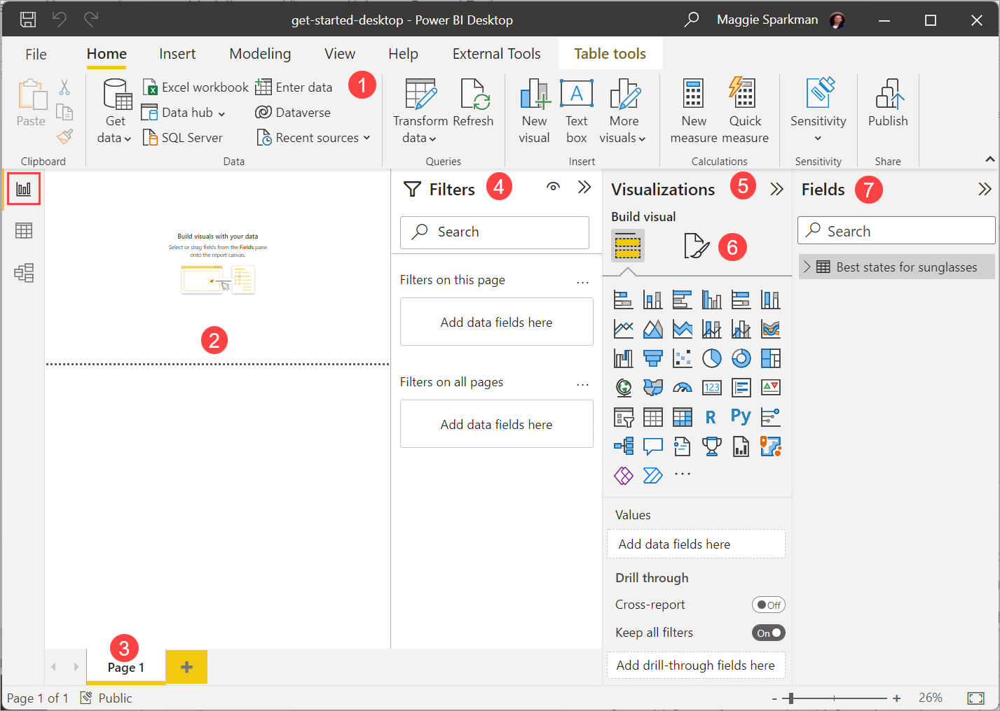 get-started-desktop - Power BI Desktop
Maggie Sparkman
File Home Insert Modeling View Help External Tools Table tools
Paste
Clipboard
Get data
Excel workbook
Data hub
SQL Server
Enter data
Dataverse
Recent sources
Data
1
Transform data
Refresh
Queries
New visual
Text box
A
More visuals
Insert
New measure
Quick measure
Calculations
Sensitivity
Sensitivity
Publish
Share
Build visuals with your data
Select or drag fields from the Fields pane
onto the report canvas.
2
3
Page 1
+
Filters
4
Search
Filters on this page ...
Add data fields here
Filters on all pages ...
Add data fields here
Visualizations
5
Build visual
6
123
R
Py
...
Values
Add data fields here
Drill through
Cross-report Off
Keep all filters On
Add drill-through fields here
Fields
7
Search
Best states for sunglasses
Page 1 of 1 Public
- + 26%